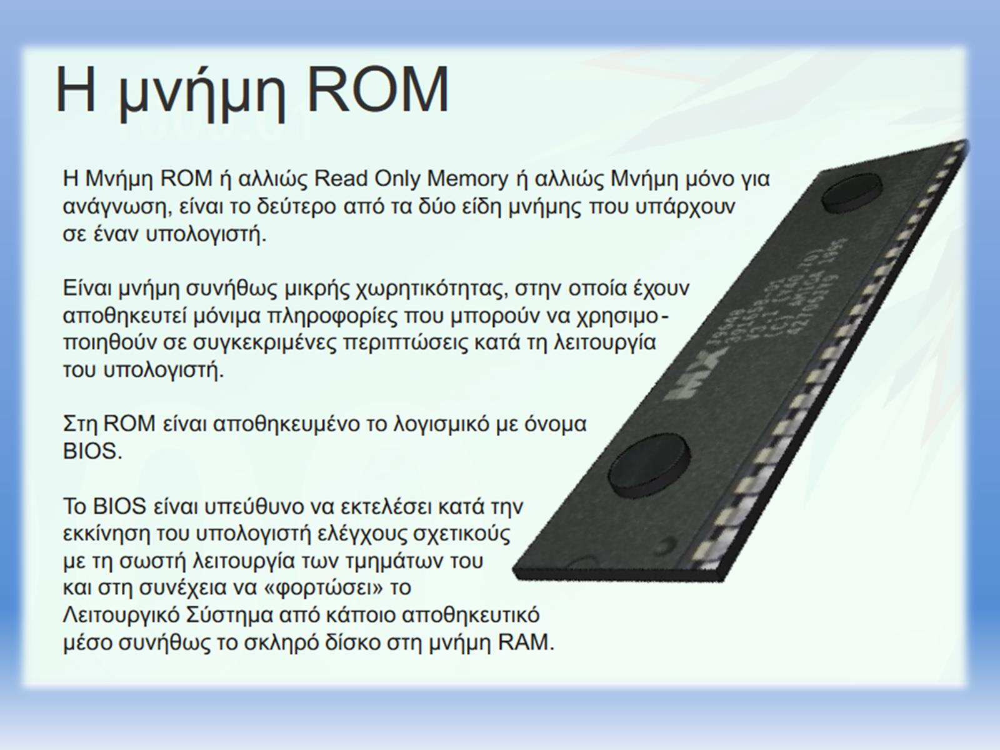 Η μνήμη ROM
Η Μνήμη ROM ή αλλιώς Read Only Memory ή αλλιώς Μνήμη μόνο για
ανάγνωση, είναι το δεύτερο από τα δύο είδη μνήμης που υπάρχουν
σε έναν υπολογιστή.
Είναι μνήμη συνήθως μικρής χωρητικότητας, στην οποία έχουν
αποθηκευτεί μόνιμα πληροφορίες που μπορούν να χρησιμο-
ποιηθούν σε συγκεκριμένες περιπτώσεις κατά τη λειτουργία
του υπολογιστή.
Στη ROM είναι αποθηκευμένο το λογισμικό με όνομα
BIOS.
Το BIOS είναι υπεύθυνο να εκτελέσει κατά την
εκκίνηση του υπολογιστή ελέγχους σχετικούς
με τη σωστή λειτουργία των τμημάτων του
και στη συνέχεια να «φορτώσει» το
Λειτουργικό Σύστημα από κάποιο αποθηκευτικό
μέσο συνήθως το σκληρό δίσκο στη μνήμη RAM.
MX
(C) AMIGA 1995